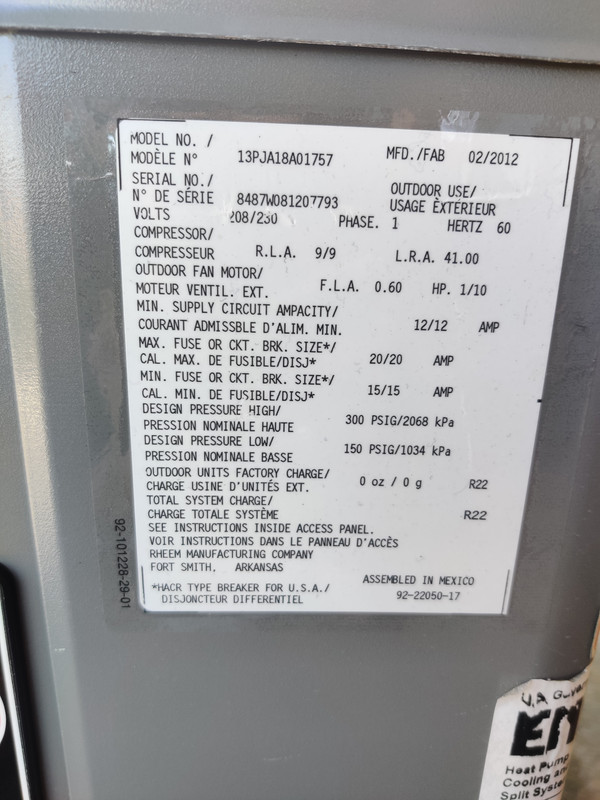 MODEL NO. /
MODÈLE N° 13PJA18A01757 MFD./FAB 02/2012
SERIAL NO./
N° DE SÉRIE 8487W081207793 OUTDOOR USE/
USAGE ÈXTÉRIEUR
VOLTS 208/230 PHASE. 1 HERTZ 60
COMPRESSOR/
COMPRESSEUR R.L.A. 9/9 L.R.A. 41.00
OUTDOOR FAN MOTOR/
MOTEUR VENTIL. EXT. F.L.A. 0.60 HP. 1/10
MIN. SUPPLY CIRCUIT AMPACITY/
COURANT ADMISSBLE D'ALIM. MIN. 12/12 AMP
MAX. FUSE OR CKT. BRK. SIZE*/
CAL. MAX. DE FUSIBLE/DISJ* 20/20 AMP
MIN. FUSE OR CKT. BRK. SIZE*/
CAL. MIN. DE FUSIBLE/DISJ* 15/15 AMP
DESIGN PRESSURE HIGH/
PRESSION NOMINALE HAUTE 300 PSIG/2068 kPa
DESIGN PRESSURE LOW/
PRESSION NOMINALE BASSE 150 PSIG/1034 kPa
OUTDOOR UNITS FACTORY CHARGE/
CHARGE USINE D'UNITÉS EXT. 0 oz / 0 g R22
TOTAL SYSTEM CHARGE/
CHARGE TOTALE SYSTÈME R22
SEE INSTRUCTIONS INSIDE ACCESS PANEL.
VOIR INSTRUCTIONS DANS LE PANNEAU D'ACCÈS
RHEEM MANUFACTURING COMPANY
FORT SMITH, ARKANSAS
*HACR TYPE BREAKER FOR U.S.A./ ASSEMBLED IN MEXICO
DISJONCTEUR DIFFERENTIEL 92-22050-17
92-101228-29-01
Heat Pump
Cooling
Split